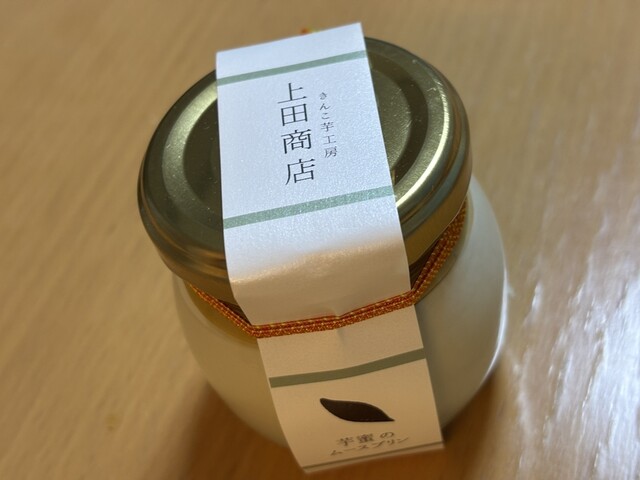 きんこ芋工房
上田商店
芋蜜の
ムースプリン